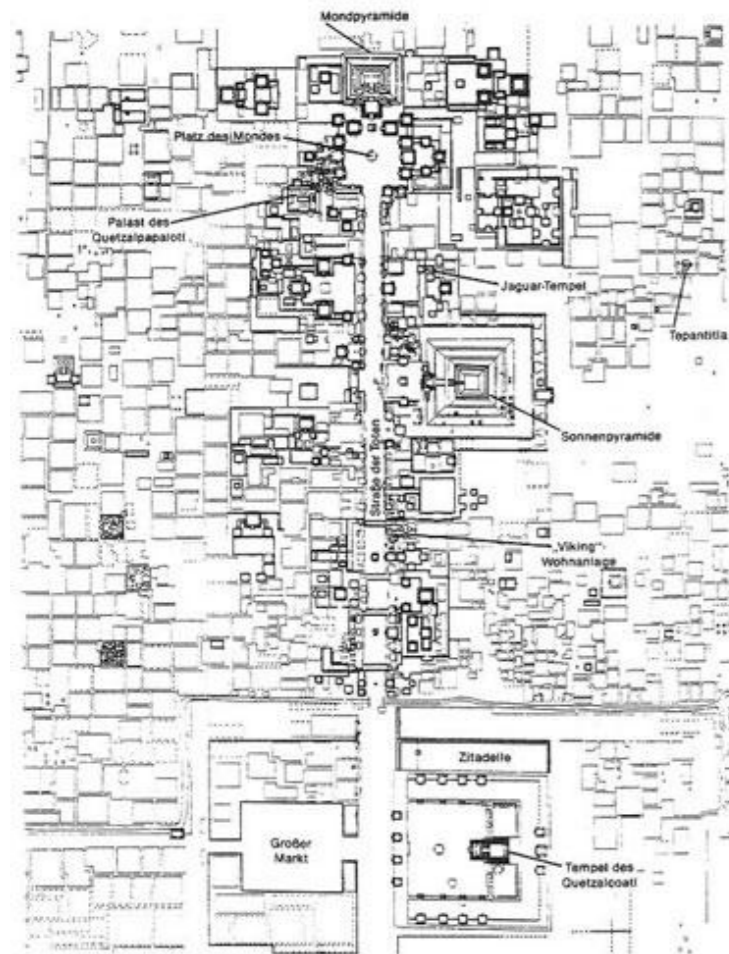 Mondpyramide
Platz des Mondes
Palast des
Quetzalpapalotl
Jaguar-Tempel
Tepantitla
Sonnenpyramide
Straße der Toten
„Viking"-
Wohnanlage
Zitadelle
Großer
Markt
Tempel des
Quetzalcoatl